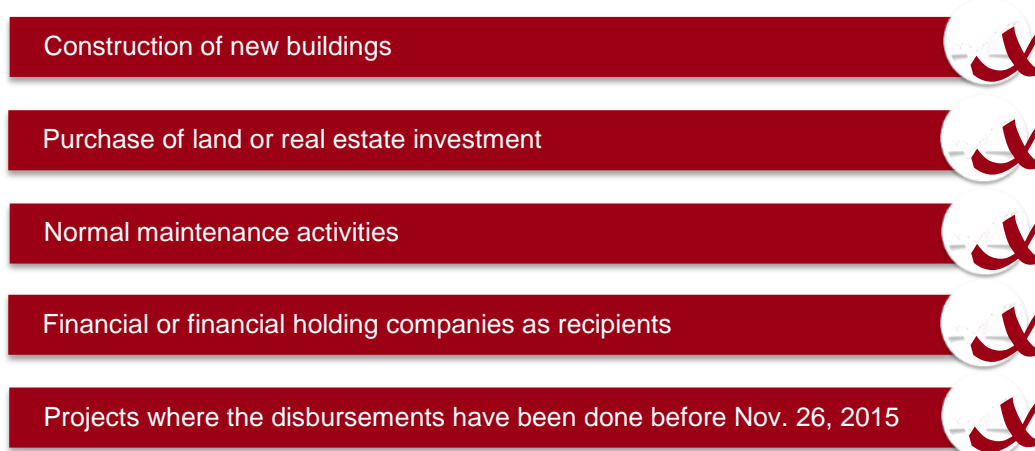 Construction of new buildings
Purchase of land or real estate investment
Normal maintenance activities
Financial or financial holding companies as recipients
Projects where the disbursements have been done before Nov. 26, 2015